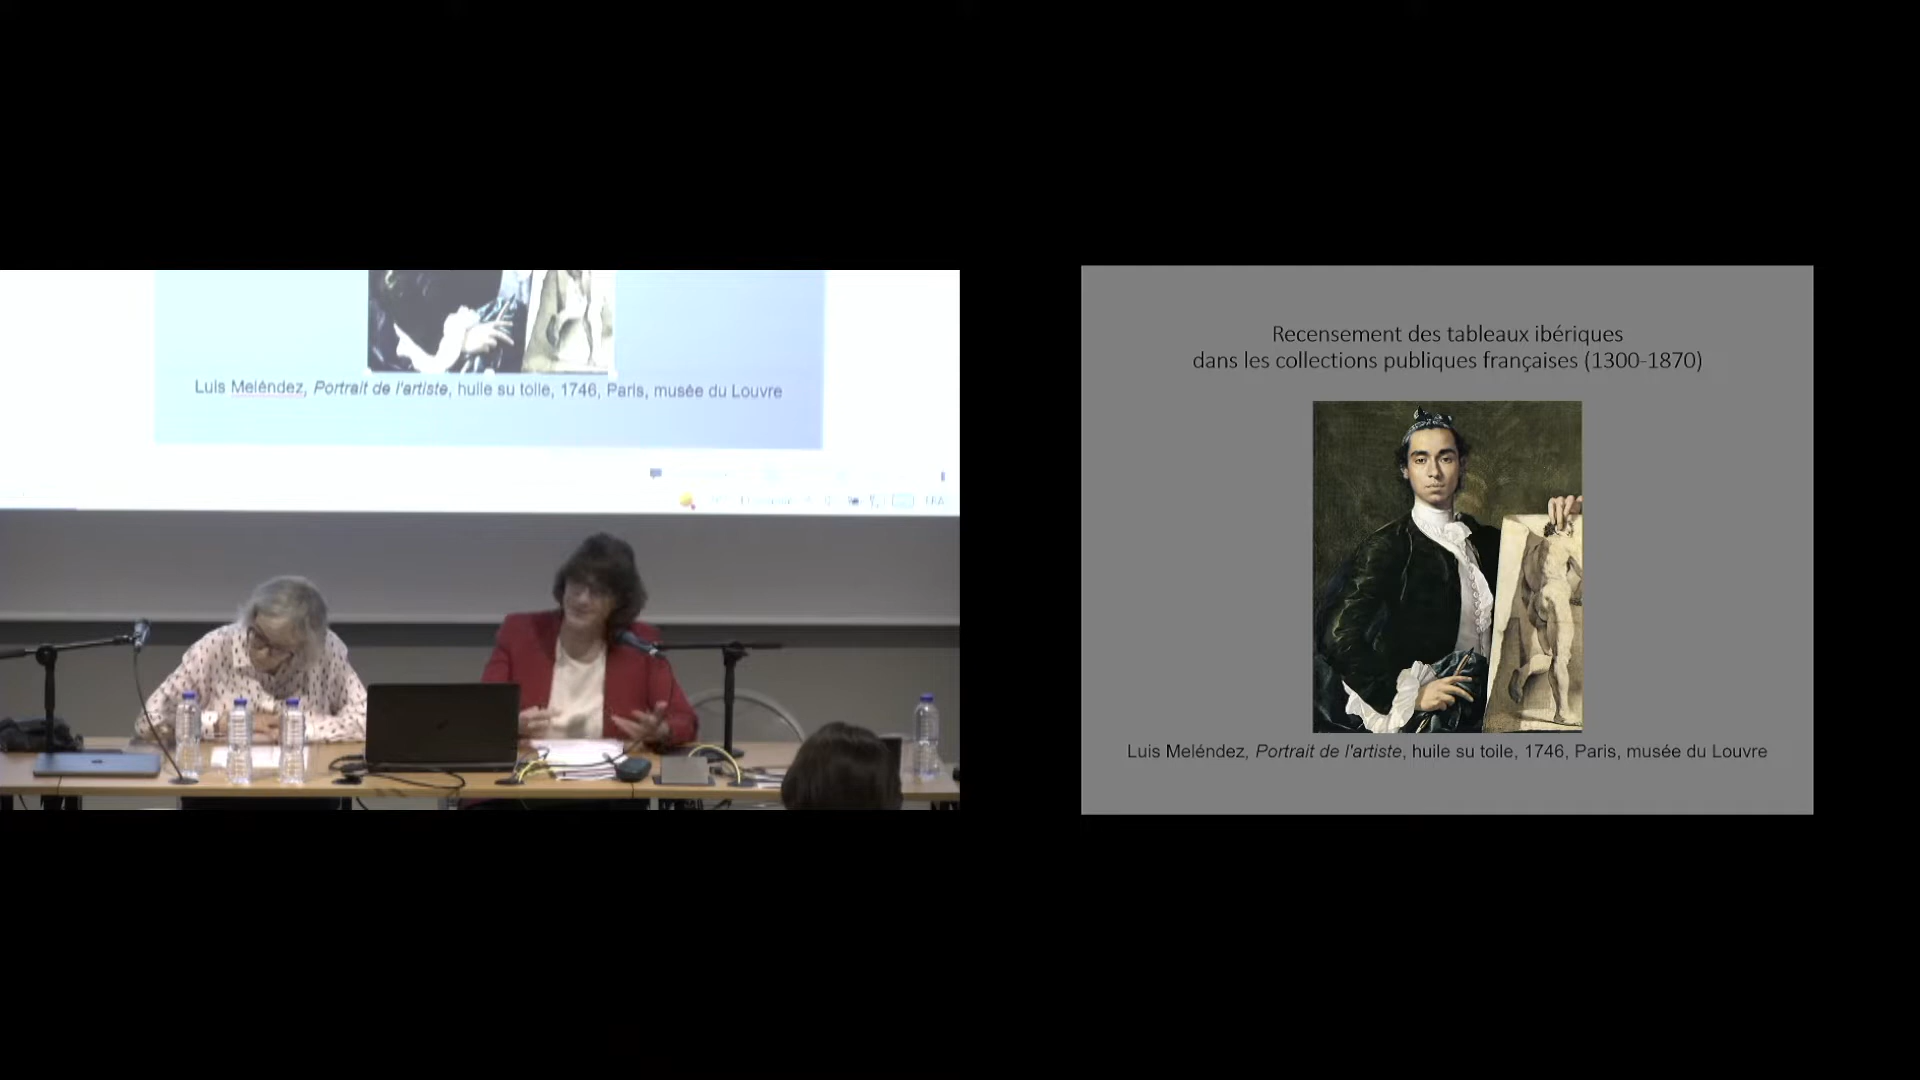 Luis Meléndez, Portrait de l'artiste, huile su toile, 1746, Paris, musée du Louvre
Recensement des tableaux ibériques
dans les collections publiques françaises (1300-1870)
Luis Meléndez, Portrait de l'artiste, huile su toile, 1746, Paris, musée du Louvre